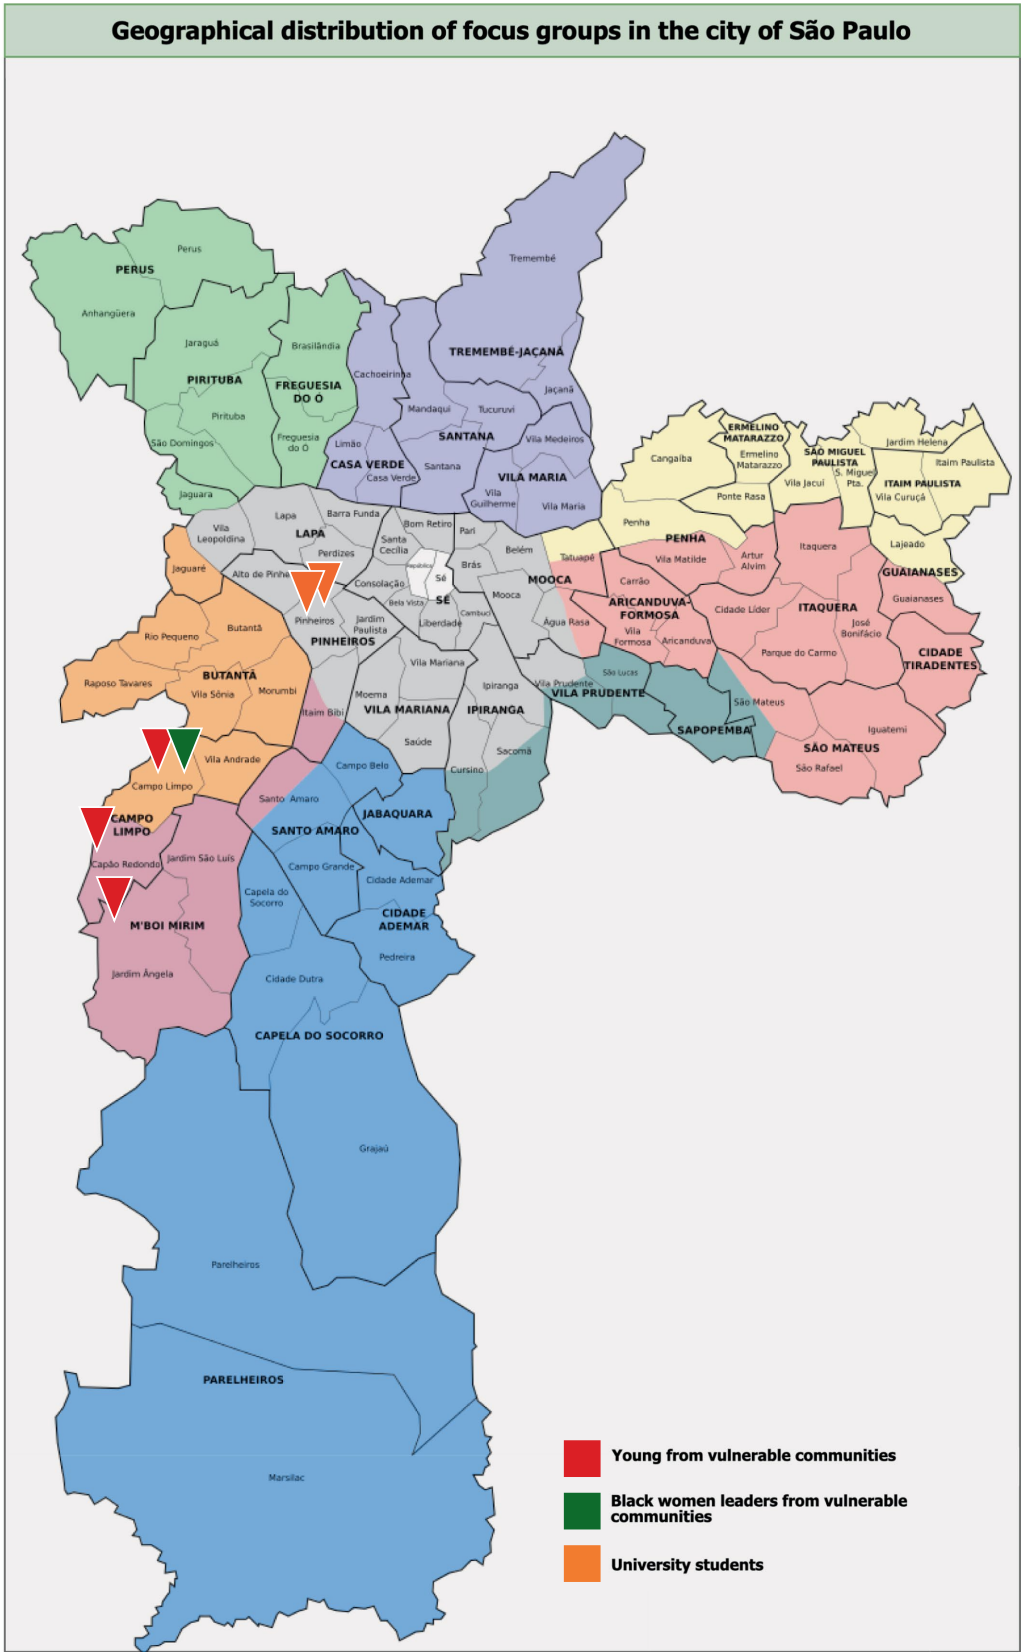 Geographical distribution of focus groups in the city of São Paulo
Tremembé
Perus
PERUS
Anhangüera
Jaraguá
Brasilândia
TREMEMBÉ-JAÇANÃ
PIRITUBA
Cachoeirinha
FREGUESIA
DO Ó
Jaçanã
Mandaqui
Tucuruvi
Pirituba
São Domingos
Freguesia
do Ó
Limão
SANTANA
Vila Medeiros
CASA VERDE
Santana
Casa Verde
VILA MARIA
Vila
Guilherme
Vila Maria
Jaguara
ERMELINO
MATARAZZO
Cangaíba
Ermelino
Matarazzo
SÃO MIGUEL
PAULISTA
Jardim Helena
S. Miguel
Pta.
Itaim Paulista
Vila Jacuí
ITAIM PAULISTA
Vila Curuçá
Ponte Rasa
Penha
PENHA
Lajeado
GUAIANASES
Vila
Leopoldina
Lapa
Barra Funda
LAPA
Bom Retiro
Pari
Santa
Cecília
Perdizes
Belém
Brás
República
Sé
SÉ
Alto de Pinhe
Consolação
MOOCA
Mooca
Bela Vista
Cambuci
Liberdade
Pinheiros
Jardim
Paulista
PINHEIROS
Água Rasa
Tatuapé
Vila Matilde
Artur
Alvim
Itaquera
Carrão
ARICANDUVA-
FORMOSA
Vila
Formosa
Aricanduva
Cidade Líder
ITAQUERA
José
Bonifácio
Guaianases
Parque do Carmo
CIDADE
TIRADENTES
Jaguaré
Rio Pequeno
Butantã
BUTANTÃ
Raposo Tavares
Vila Sônia
Morumbi
Vila Mariana
Moema
VILA MARIANA
Ipiranga
IPIRANGA
Itaim Bibi
Saúde
Sacomã
Cursino
São Lucas
Vila Prudente
VILA PRUDENTE
SAPOPEMBA
São Mateus
Iguatemi
SÃO MATEUS
São Rafael
Vila Andrade
Campo Limpo
CAMPO
LIMPO
Capão Redondo
Jardim São Luís
M'BOI MIRIM
Jardim Ângela
Campo Belo
Santo Amaro
JABAQUARA
SANTO AMARO
Campo Grande
Cidade Ademar
Capela do
Socorro
CIDADE
ADEMAR
Pedreira
Cidade Dutra
CAPELA DO SOCORRO
Grajaú
Parelheiros
PARELHEIROS
Marsilac
Young from vulnerable communities
Black women leaders from vulnerable
communities
University students